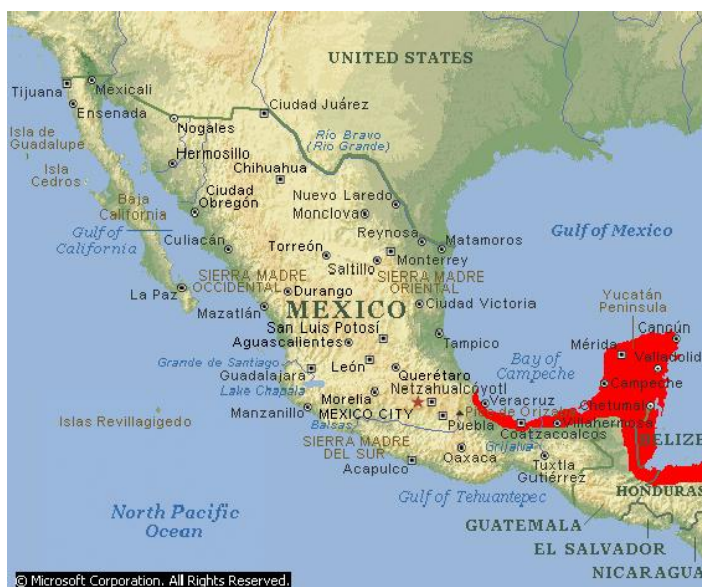 UNITED STATES
Tijuana
Mexicali
Ensenada
Isla de
Guadalupe
Isla
Cedros
Nogales
Ciudad Juárez
Río Bravo
(Rio Grande)
Hermosillo
Chihuahua
Baja
California
Ciudad
Obregón
Nuevo Laredo
Monclova
Gulf of
California
Culiacán
Torreón
Reynosa
Matamoros
Gulf of Mexico
Monterrey
Saltillo
SIERRA MADRE
OCCIDENTAL
SIERRA MADRE
ORIENTAL
La Paz
Durango
Mazatlán
MEXICO
Ciudad Victoria
Yucatán
Peninsula
San Luis Potosí
Aguascalientes
Tampico
Cancún
Mérida
Valladolid
Bay of
Campeche
Grande de Santiago
León
Querétaro
Guadalajara
Lake Chapala
Netzahualcóyotl
Campeche
Morelia
Veracruz
Chetumal
Manzanillo
MEXICO CITY
Pico de Orizaba
Islas Revillagigedo
Balsas
Puebla
Villahermosa
Coatzacoalcos
BELIZE
SIERRA MADRE
DEL SUR
Oaxaca
Grijalva
Acapulco
Tuxtla
Gutiérrez
HONDURAS
Gulf of Tehuantepec
North Pacific
Ocean
GUATEMALA
EL SALVADOR
NICARAGUA
© Microsoft Corporation. All Rights Reserved.